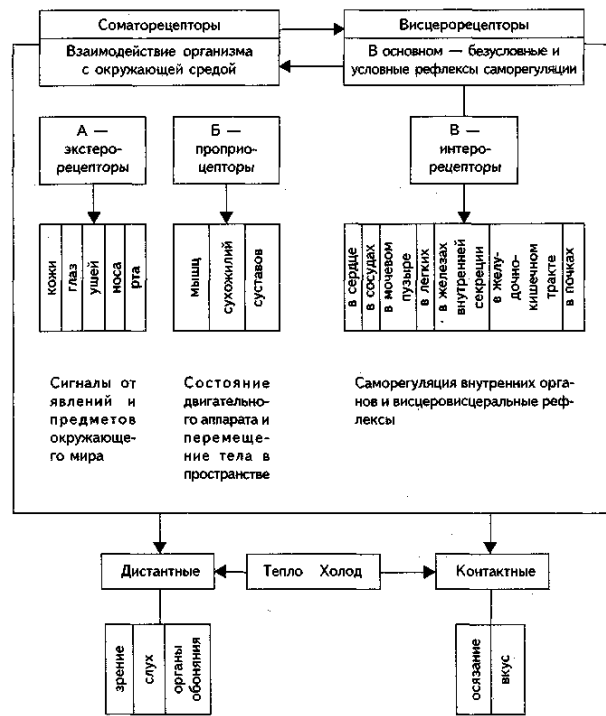 Соматорецепторы
Взаимодействие организма
с окружающей средой
Висцерорецепторы
В основном — безусловные и
условные рефлексы саморегуляции
А —
экстеро-
рецепторы
Б —
проприо-
цепторы
В —
интеро-
рецепторы
кожи
глаз
ушей
носа
рта
мышц
сухожилий
суставов
в сердце
в сосудах
в мочевом
пузыре
в легких
в железах
внутренней
секреции
в желу-
дочно-
кишечном
тракте
в почках
Сигналы от
явлений и
предметов
окружающе-
го мира
Состояние
двигательно-
го аппарата и
перемеще-
ние тела в
пространстве
Саморегуляция внутренних орга-
нов и висцеровисцеральные реф-
лексы
Дистантные
Тепло Холод
Контактные
зрение
слух
органы
обоняния
осязание
вкус